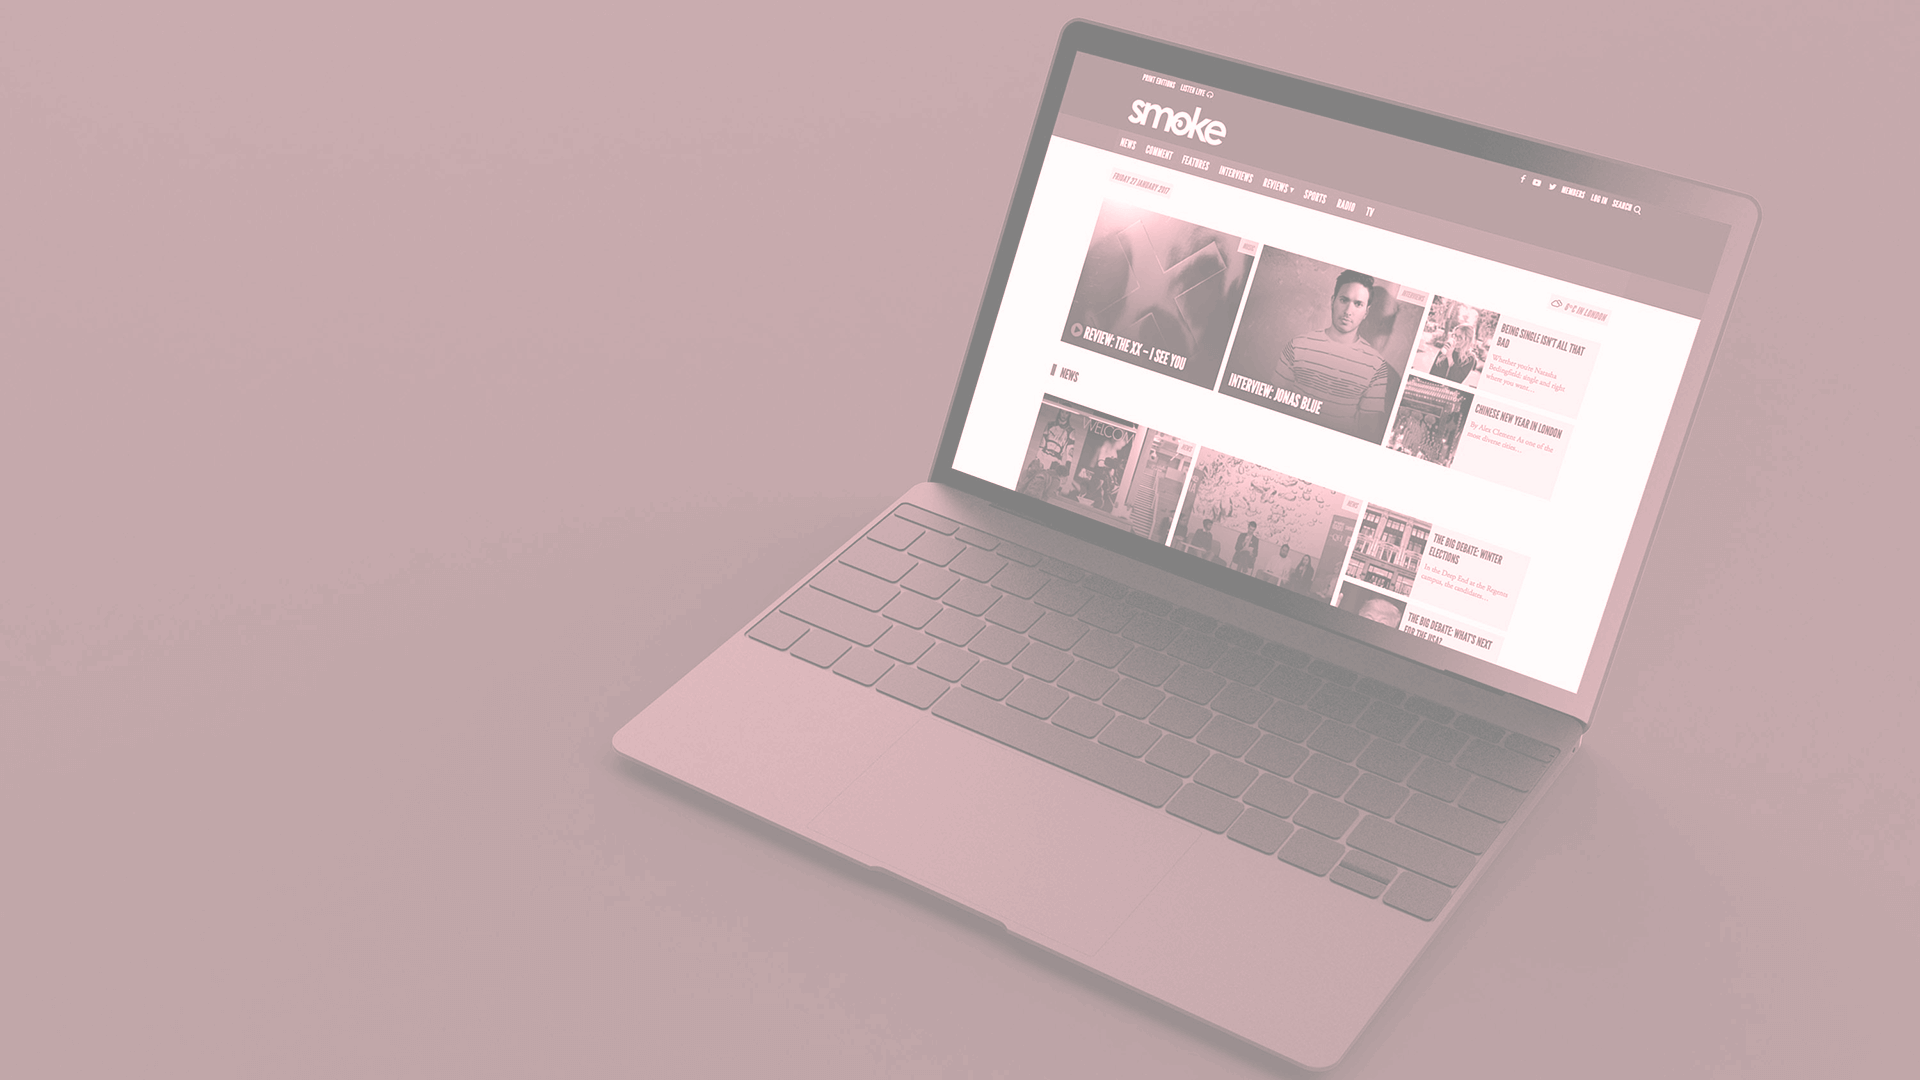 PRINT EDITIONS LISTEN LIVE
smoke
MEMBERS LOG IN SEARCH
NEWS COMMENT FEATURES INTERVIEWS REVIEWS SPORTS RADIO TV
FRIDAY 27 JANUARY 2017
IN LONDON
MUSIC
REVIEW: THE XX – I SEE YOU
INTERVIEWS
INTERVIEW: JONAS BLUE
BEING SINGLE ISN'T ALL THAT
BAD
Whether you're Natasha
Bedingfield: single and right
where you want…
CHINESE NEW YEAR IN LONDON
By Alex Clement As one of the
most diverse cities…
NEWS
WELCOM
NEWS
NEWS
THE BIG DEBATE: WINTER
ELECTIONS
In the Deep End at the Regents
campus, the candidates…
THE BIG DEBATE: WHAT'S NEXT
FOR THE USA?